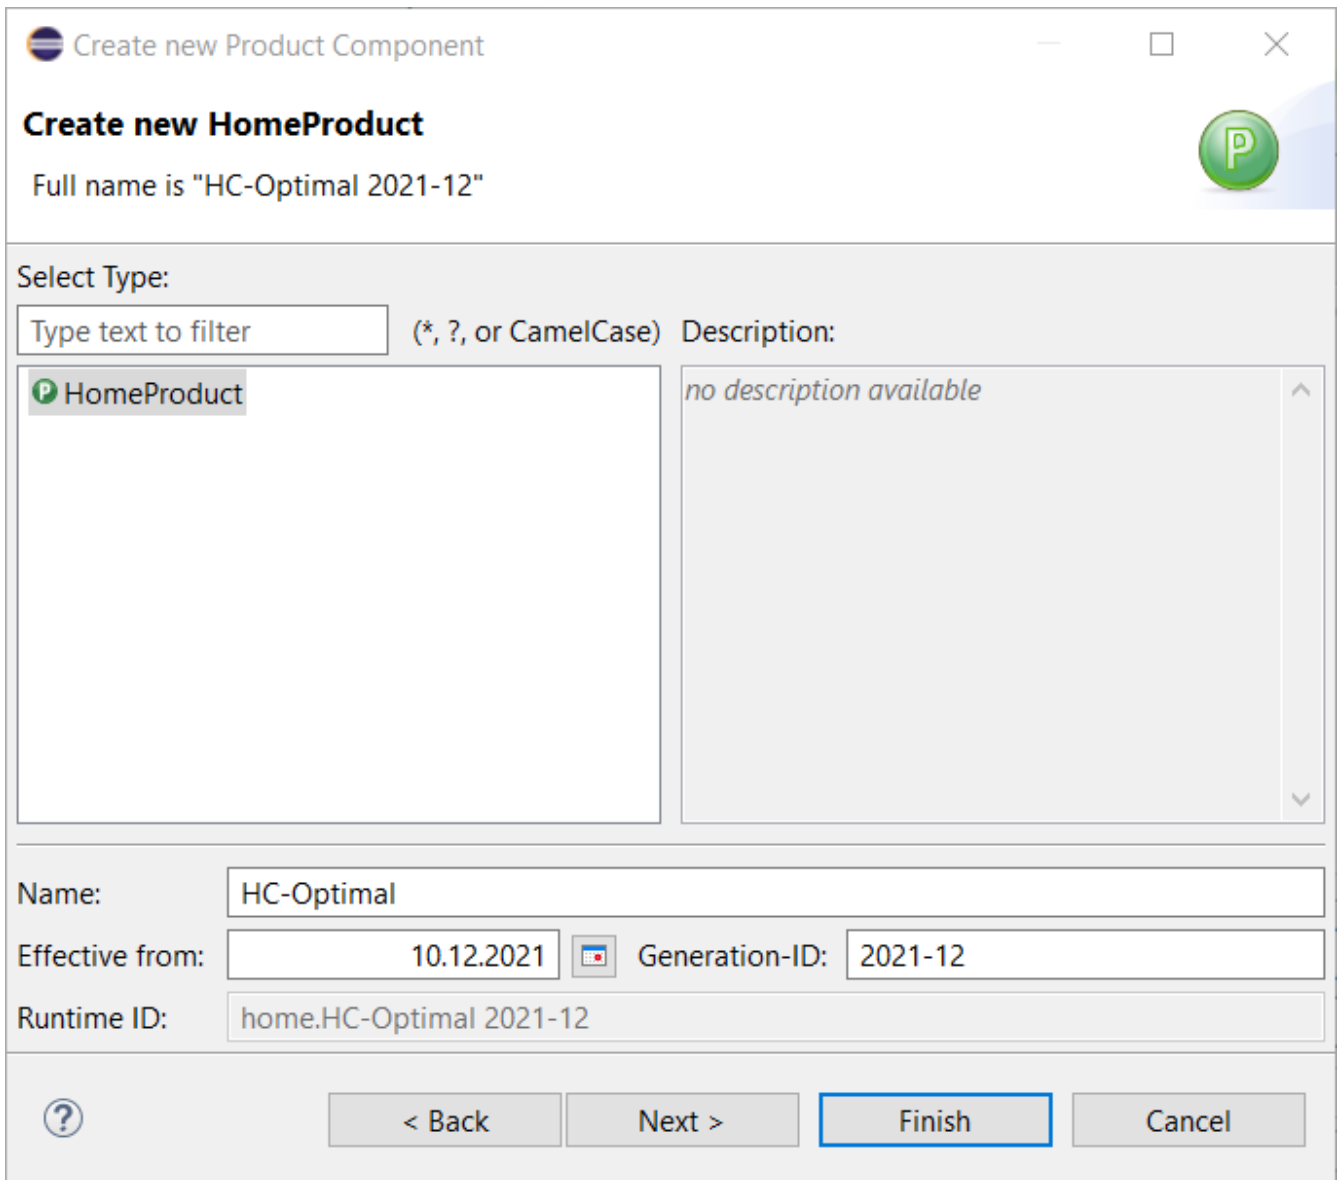 Create new Product Component
Create new HomeProduct
Full name is "HC-Optimal 2021-12"
P
Select Type:
Type text to filter (*, ?, or CamelCase) Description:
P HomeProduct
no description available
Name: HC-Optimal
Effective from: 10.12.2021 Generation-ID: 2021-12
Runtime ID: home.HC-Optimal 2021-12
? < Back Next > Finish Cancel